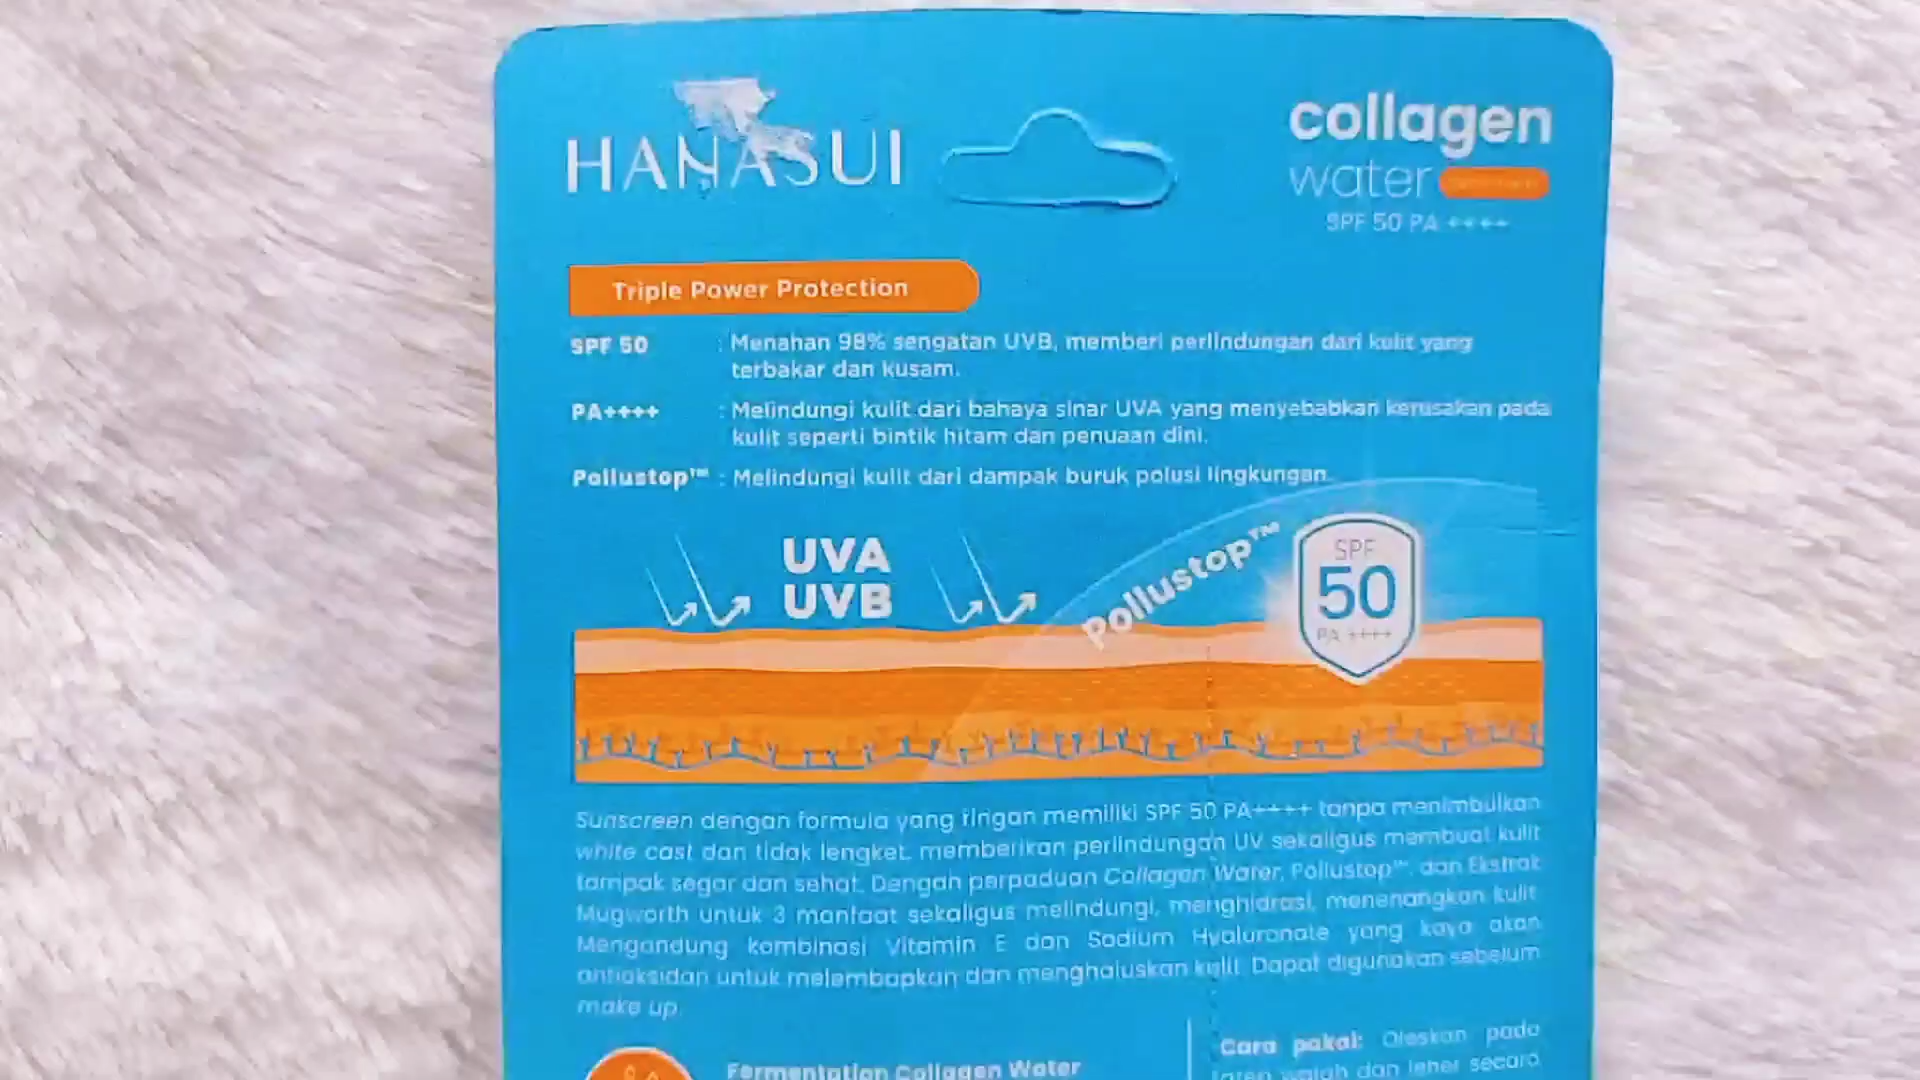 HANASUI
collagen
water
SPF 50 PA ++++
Triple Power Protection
SPF 50 : Menahan 98% sengatan UVB, memberi perlindungan dari kulit yang
terbakar dan kusam.
PA++++ : Melindungi kulit dari bahaya sinar UVA yang menyebabkan kerusakan pada
kulit seperti bintik hitam dan penuaan dini.
Pollustop™ : Melindungi kulit dari dampak buruk polusi lingkungan.
UVA
UVB
Pollustop™
SPF
50
PA ++++
Sunscreen dengan formula yang ringan memiliki SPF 50 PA++++ tanpa menimbulkan
white cast dan tidak lengket, memberikan perlindungan UV sekaligus membuat kulit
tampak segar dan sehat. Dengan perpaduan Collagen Water, Pollustop™, dan Ekstrak
Mugworth untuk 3 manfaat sekaligus melindungi, menghidrasi, menenangkan kulit.
Mengandung kombinasi Vitamin E dan Sodium Hyaluronate yang kaya akan
antioksidan untuk melembapkan dan menghaluskan kulit. Dapat digunakan sebelum
make up.
Fermentation Collagen Water
Cara pakai: Oleskan pada
wajah dan leher secara